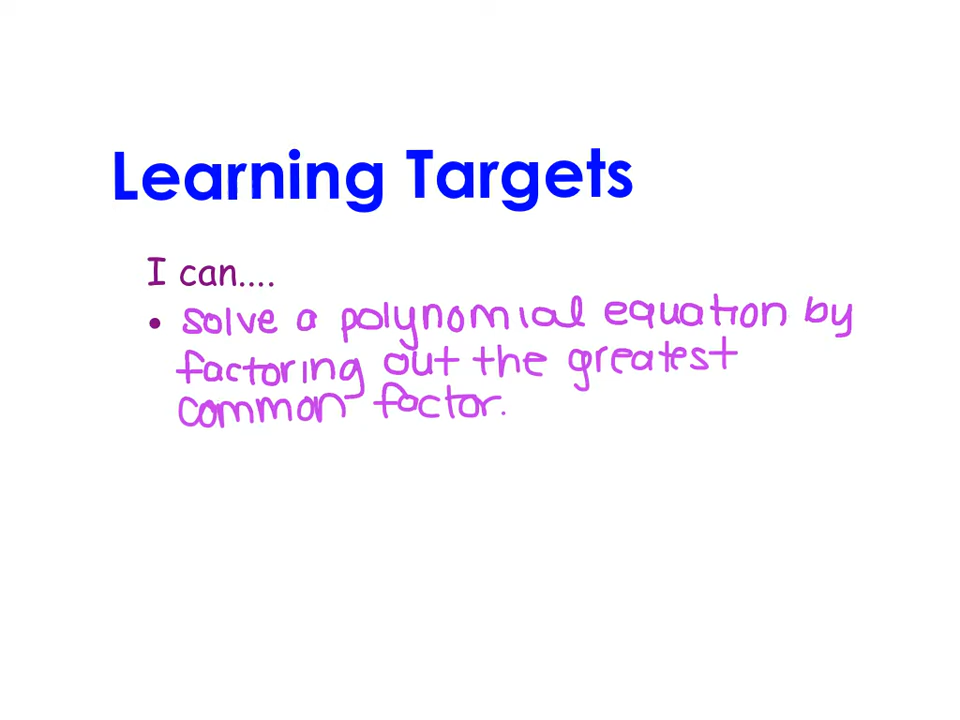 Learning Targets
I can....
• solve a polynomial equation by
factoring out the greatest
common factor.